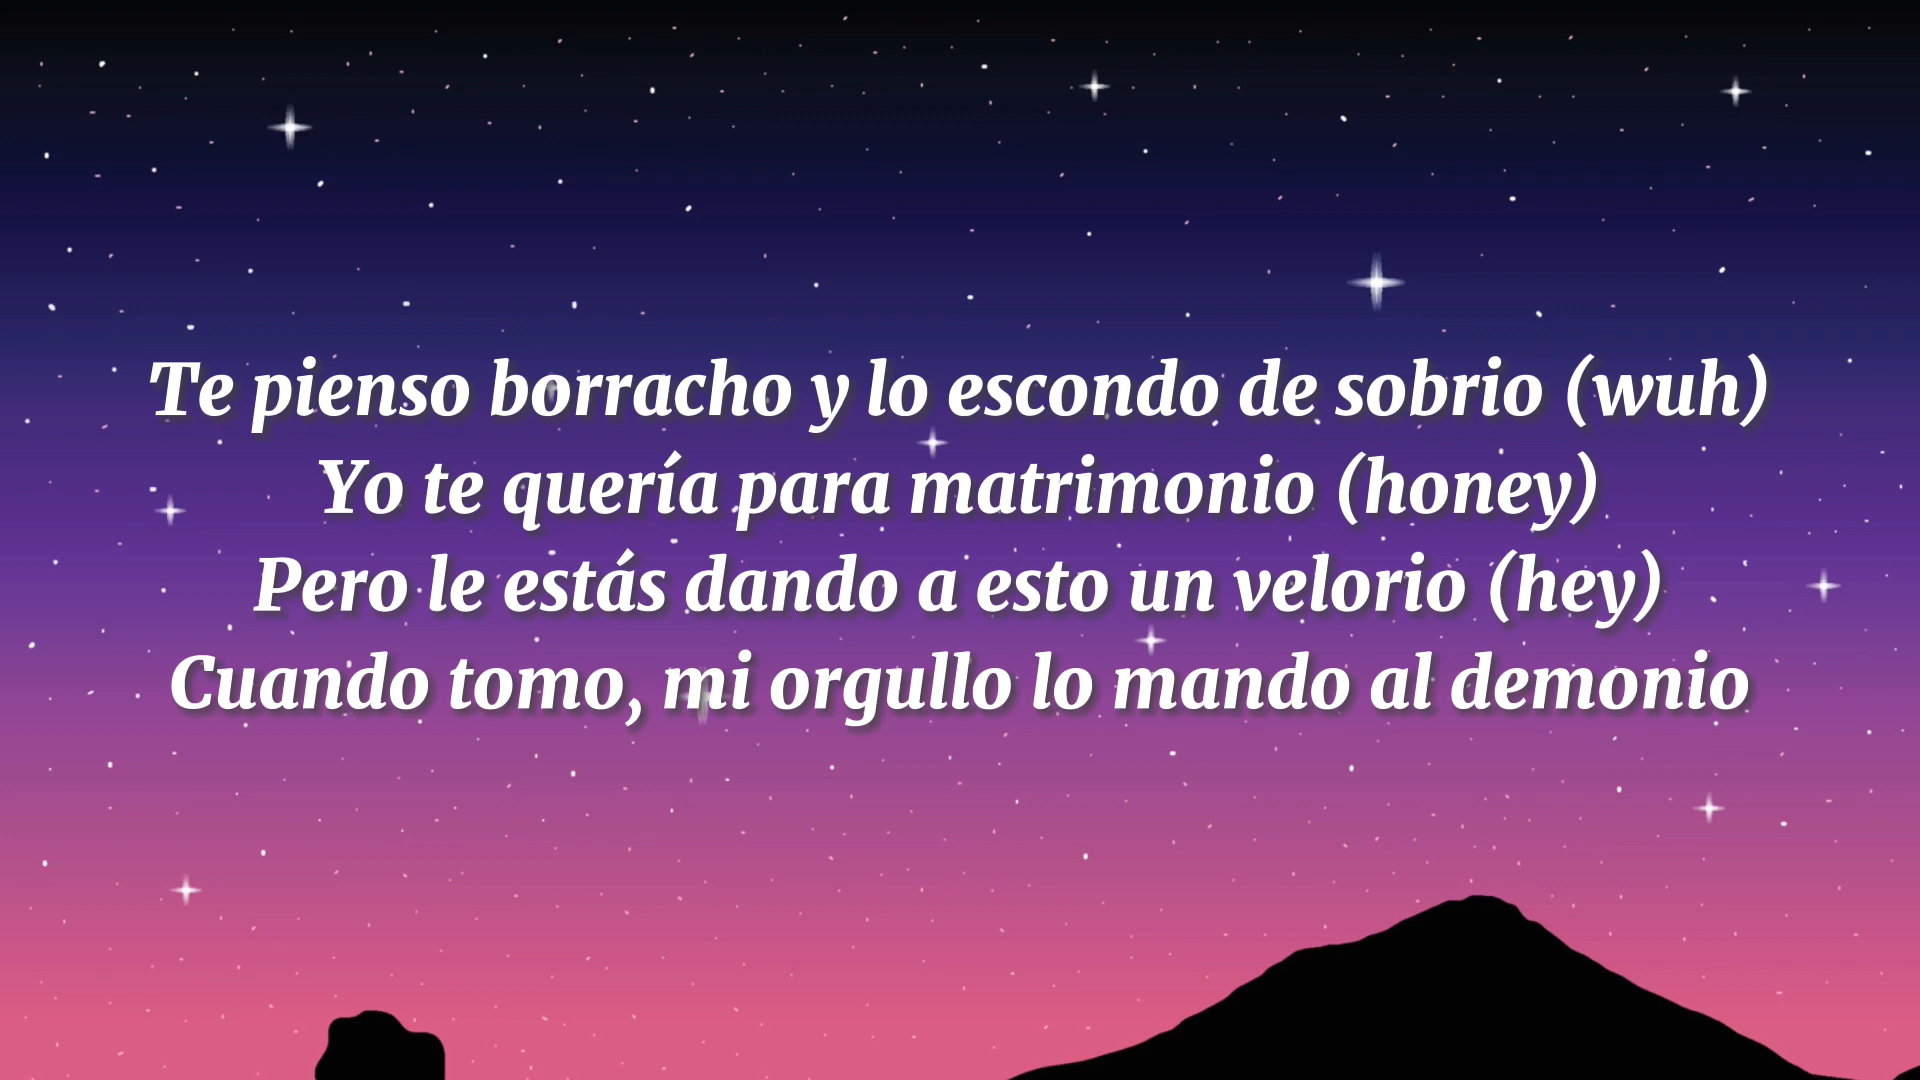 Te pienso borracho y lo escondo de sobrio (wuh)
Yo te quería para matrimonio (honey)
Pero le estás dando a esto un velorio (hey)
Cuando tomo, mi orgullo lo mando al demonio